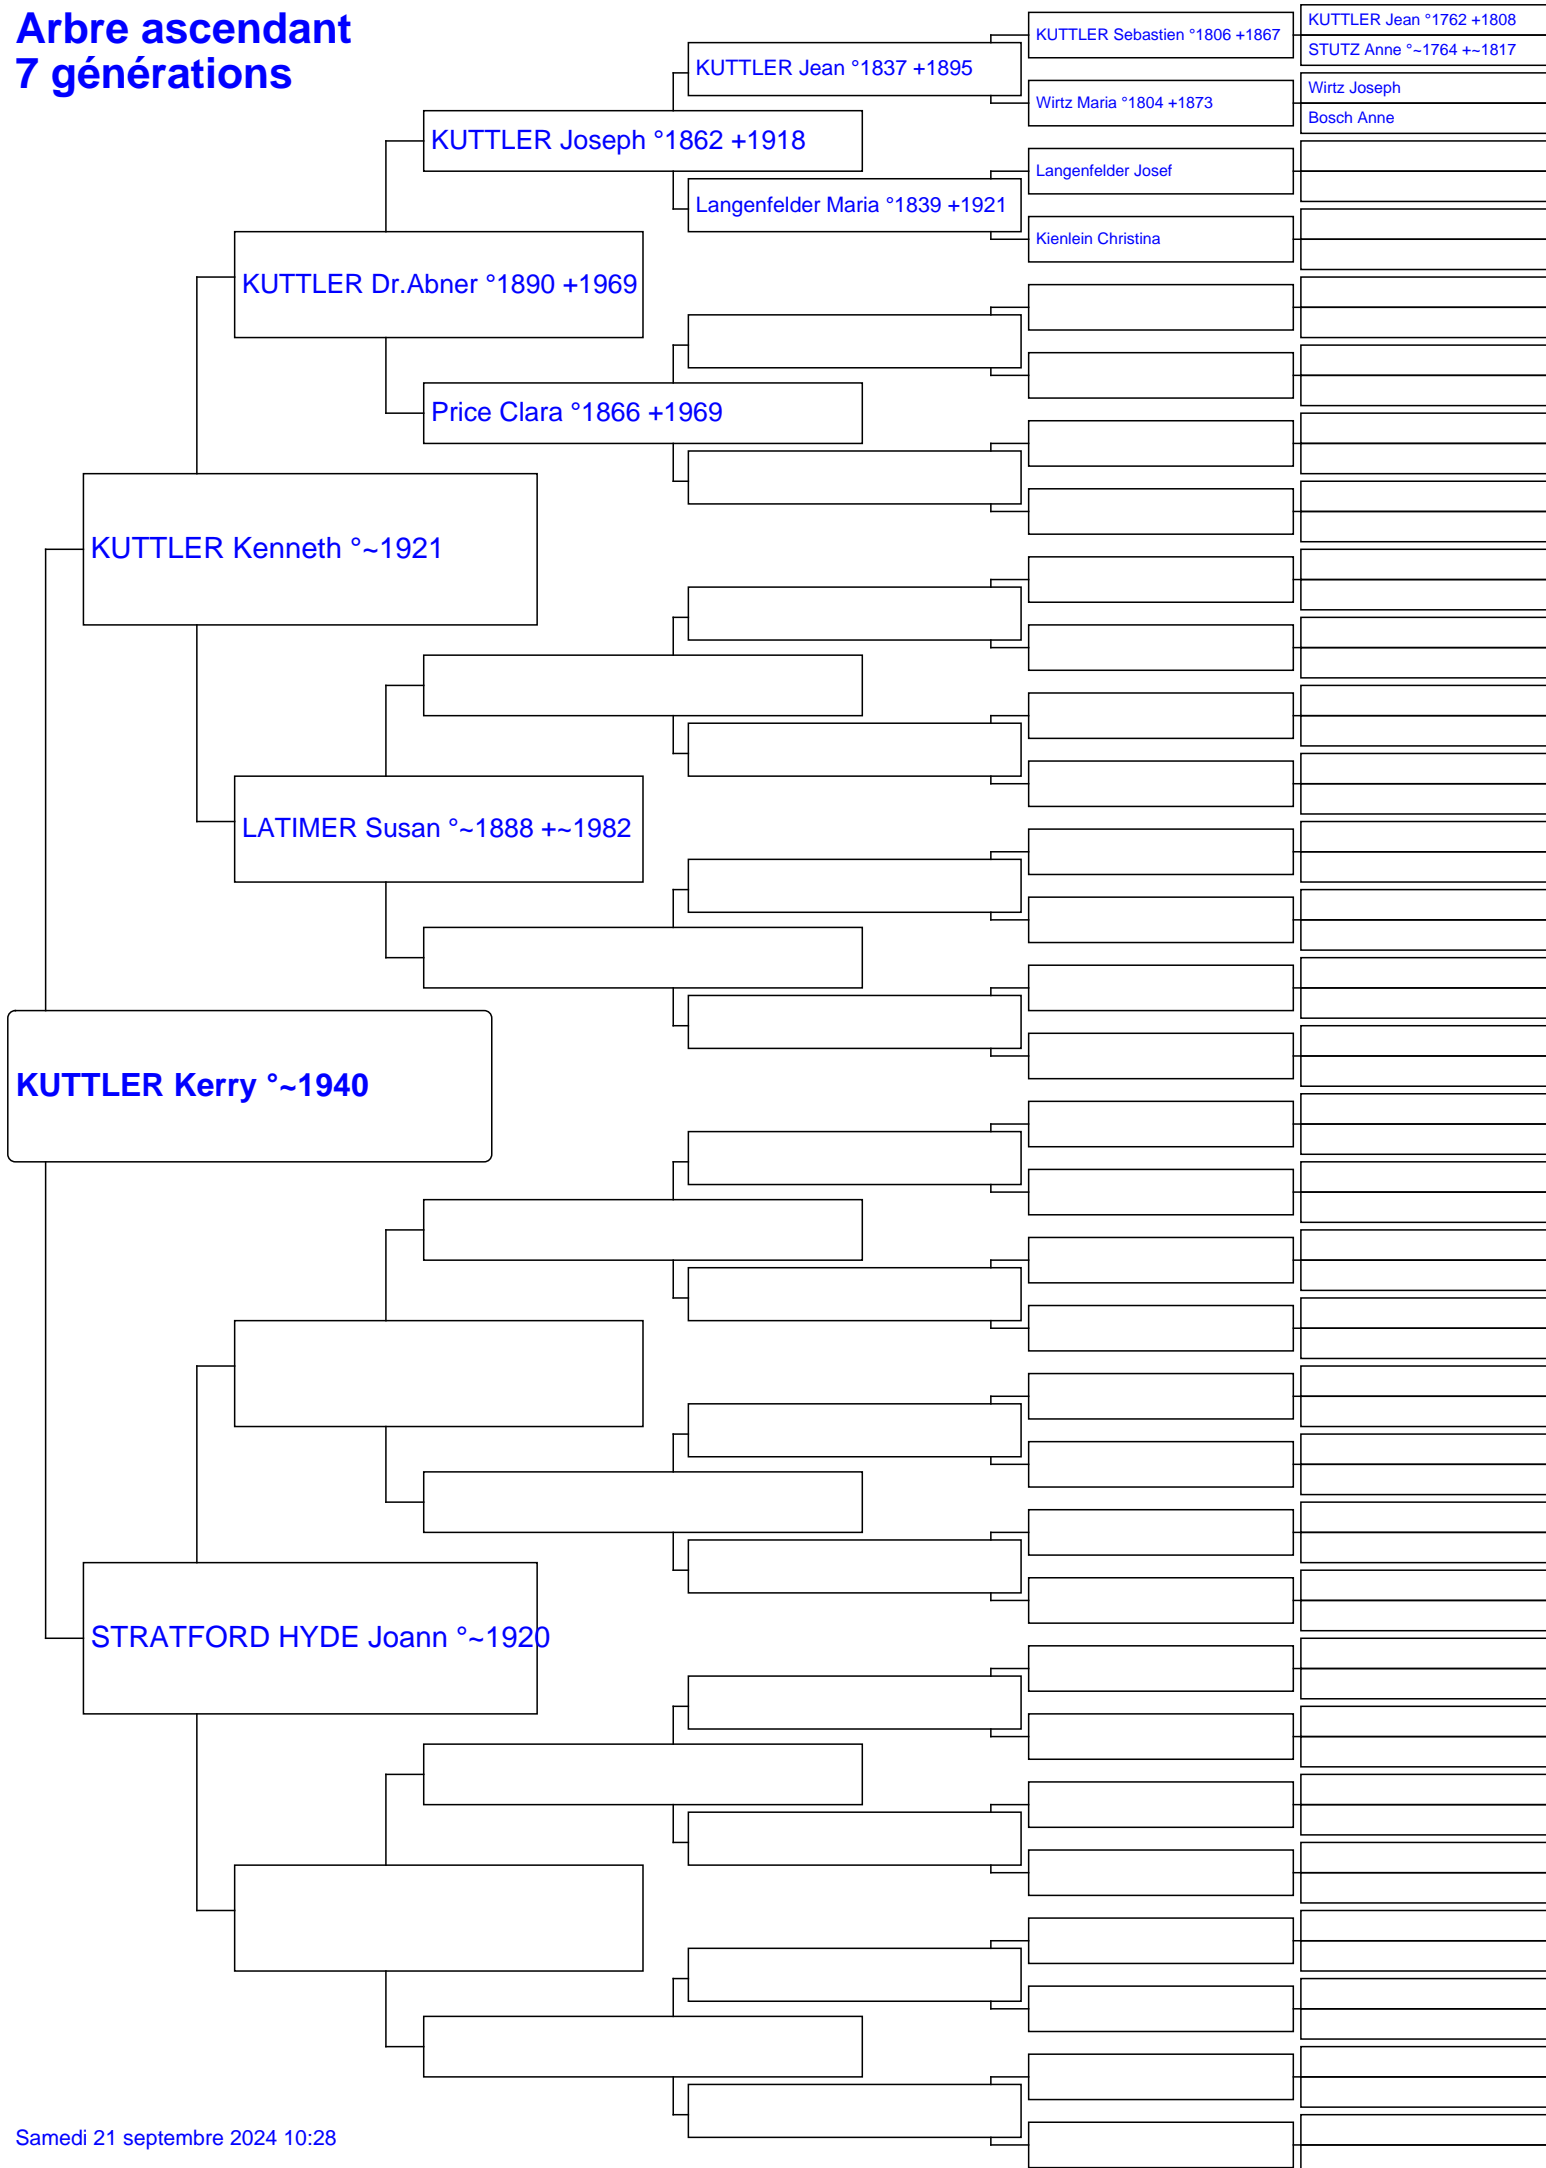 Arbre ascendant
7 générations
KUTTLER Jean °1762 +1808
KUTTLER Sebastien °1806 +1867
STUTZ Anne °~1764 +~1817
KUTTLER Jean °1837 +1895
Wirtz Joseph
Wirtz Maria °1804 +1873
Bosch Anne
KUTTLER Joseph °1862 +1918
Langenfelder Josef
Langenfelder Maria °1839 +1921
Kienlein Christina
KUTTLER Dr.Abner °1890 +1969
Price Clara °1866 +1969
KUTTLER Kenneth °~1921
LATIMER Susan °~1888 +~1982
KUTTLER Kerry °~1940
STRATFORD HYDE Joann °~1920
Samedi 21 septembre 2024 10:28